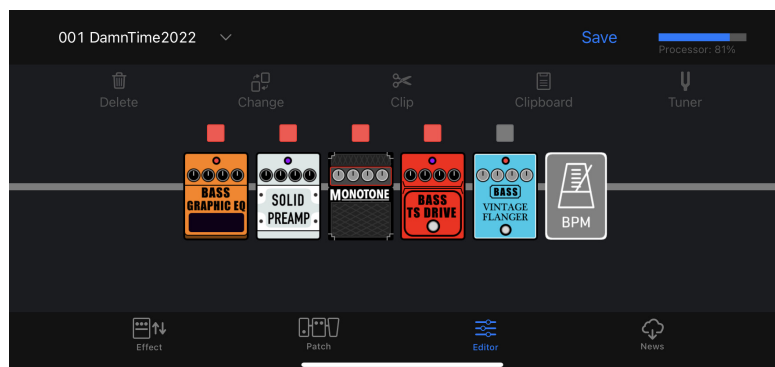 001 DamnTime2022
Save
Processor: 81%
Delete
Change
Clip
Clipboard
Tuner
BASS
GRAPHIC EQ
SOLID
PREAMP
MONOTONE
BASS
TS DRIVE
BASS
VINTAGE
FLANGER
BPM
Effect
Patch
Editor
News